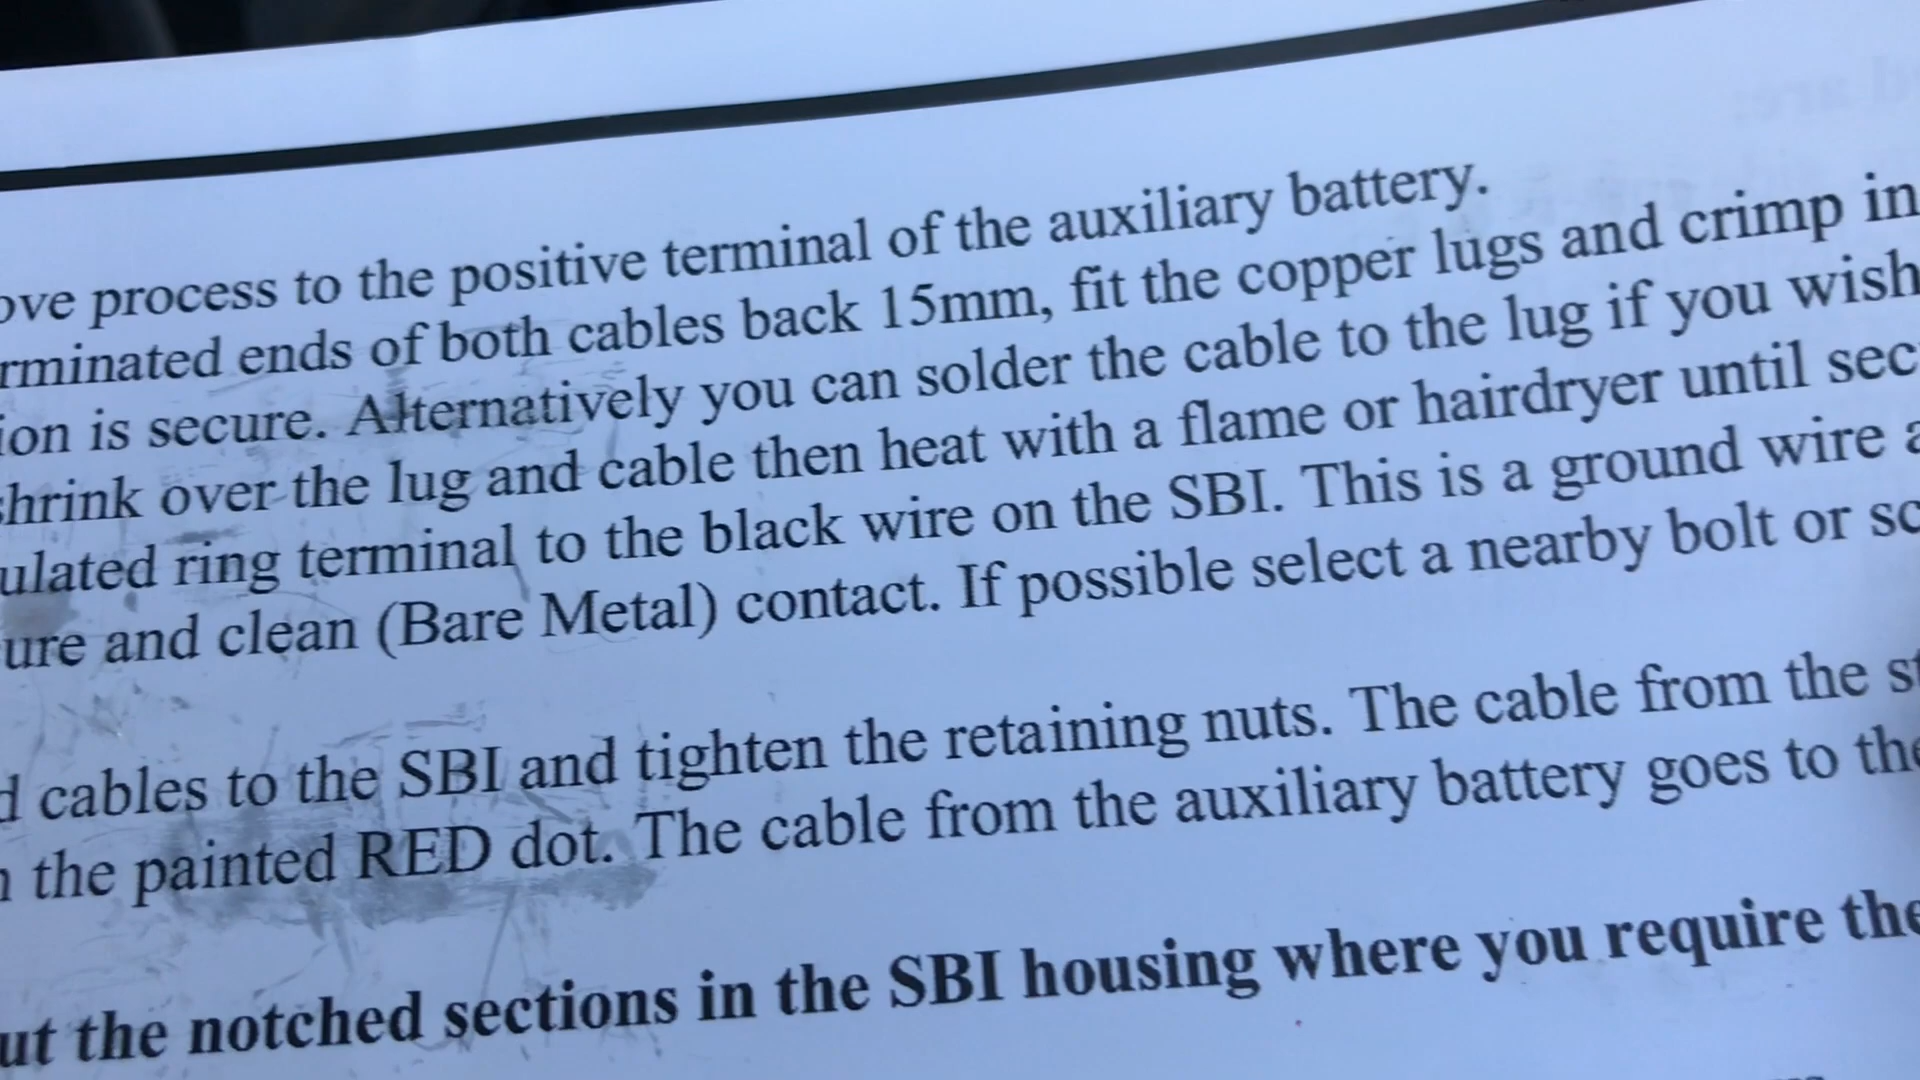 ove process to the positive terminal of the auxiliary battery.
rminated ends of both cables back 15mm, fit the copper lugs and crimp in
ion is secure. Alternatively you can solder the cable to the lug if you wish
shrink over the lug and cable then heat with a flame or hairdryer until sec
ulated ring terminal to the black wire on the SBI. This is a ground wire a
ure and clean (Bare Metal) contact. If possible select a nearby bolt or sc
d cables to the SBI and tighten the retaining nuts. The cable from the st
the painted RED dot. The cable from the auxiliary battery goes to the
ut the notched sections in the SBI housing where you require the